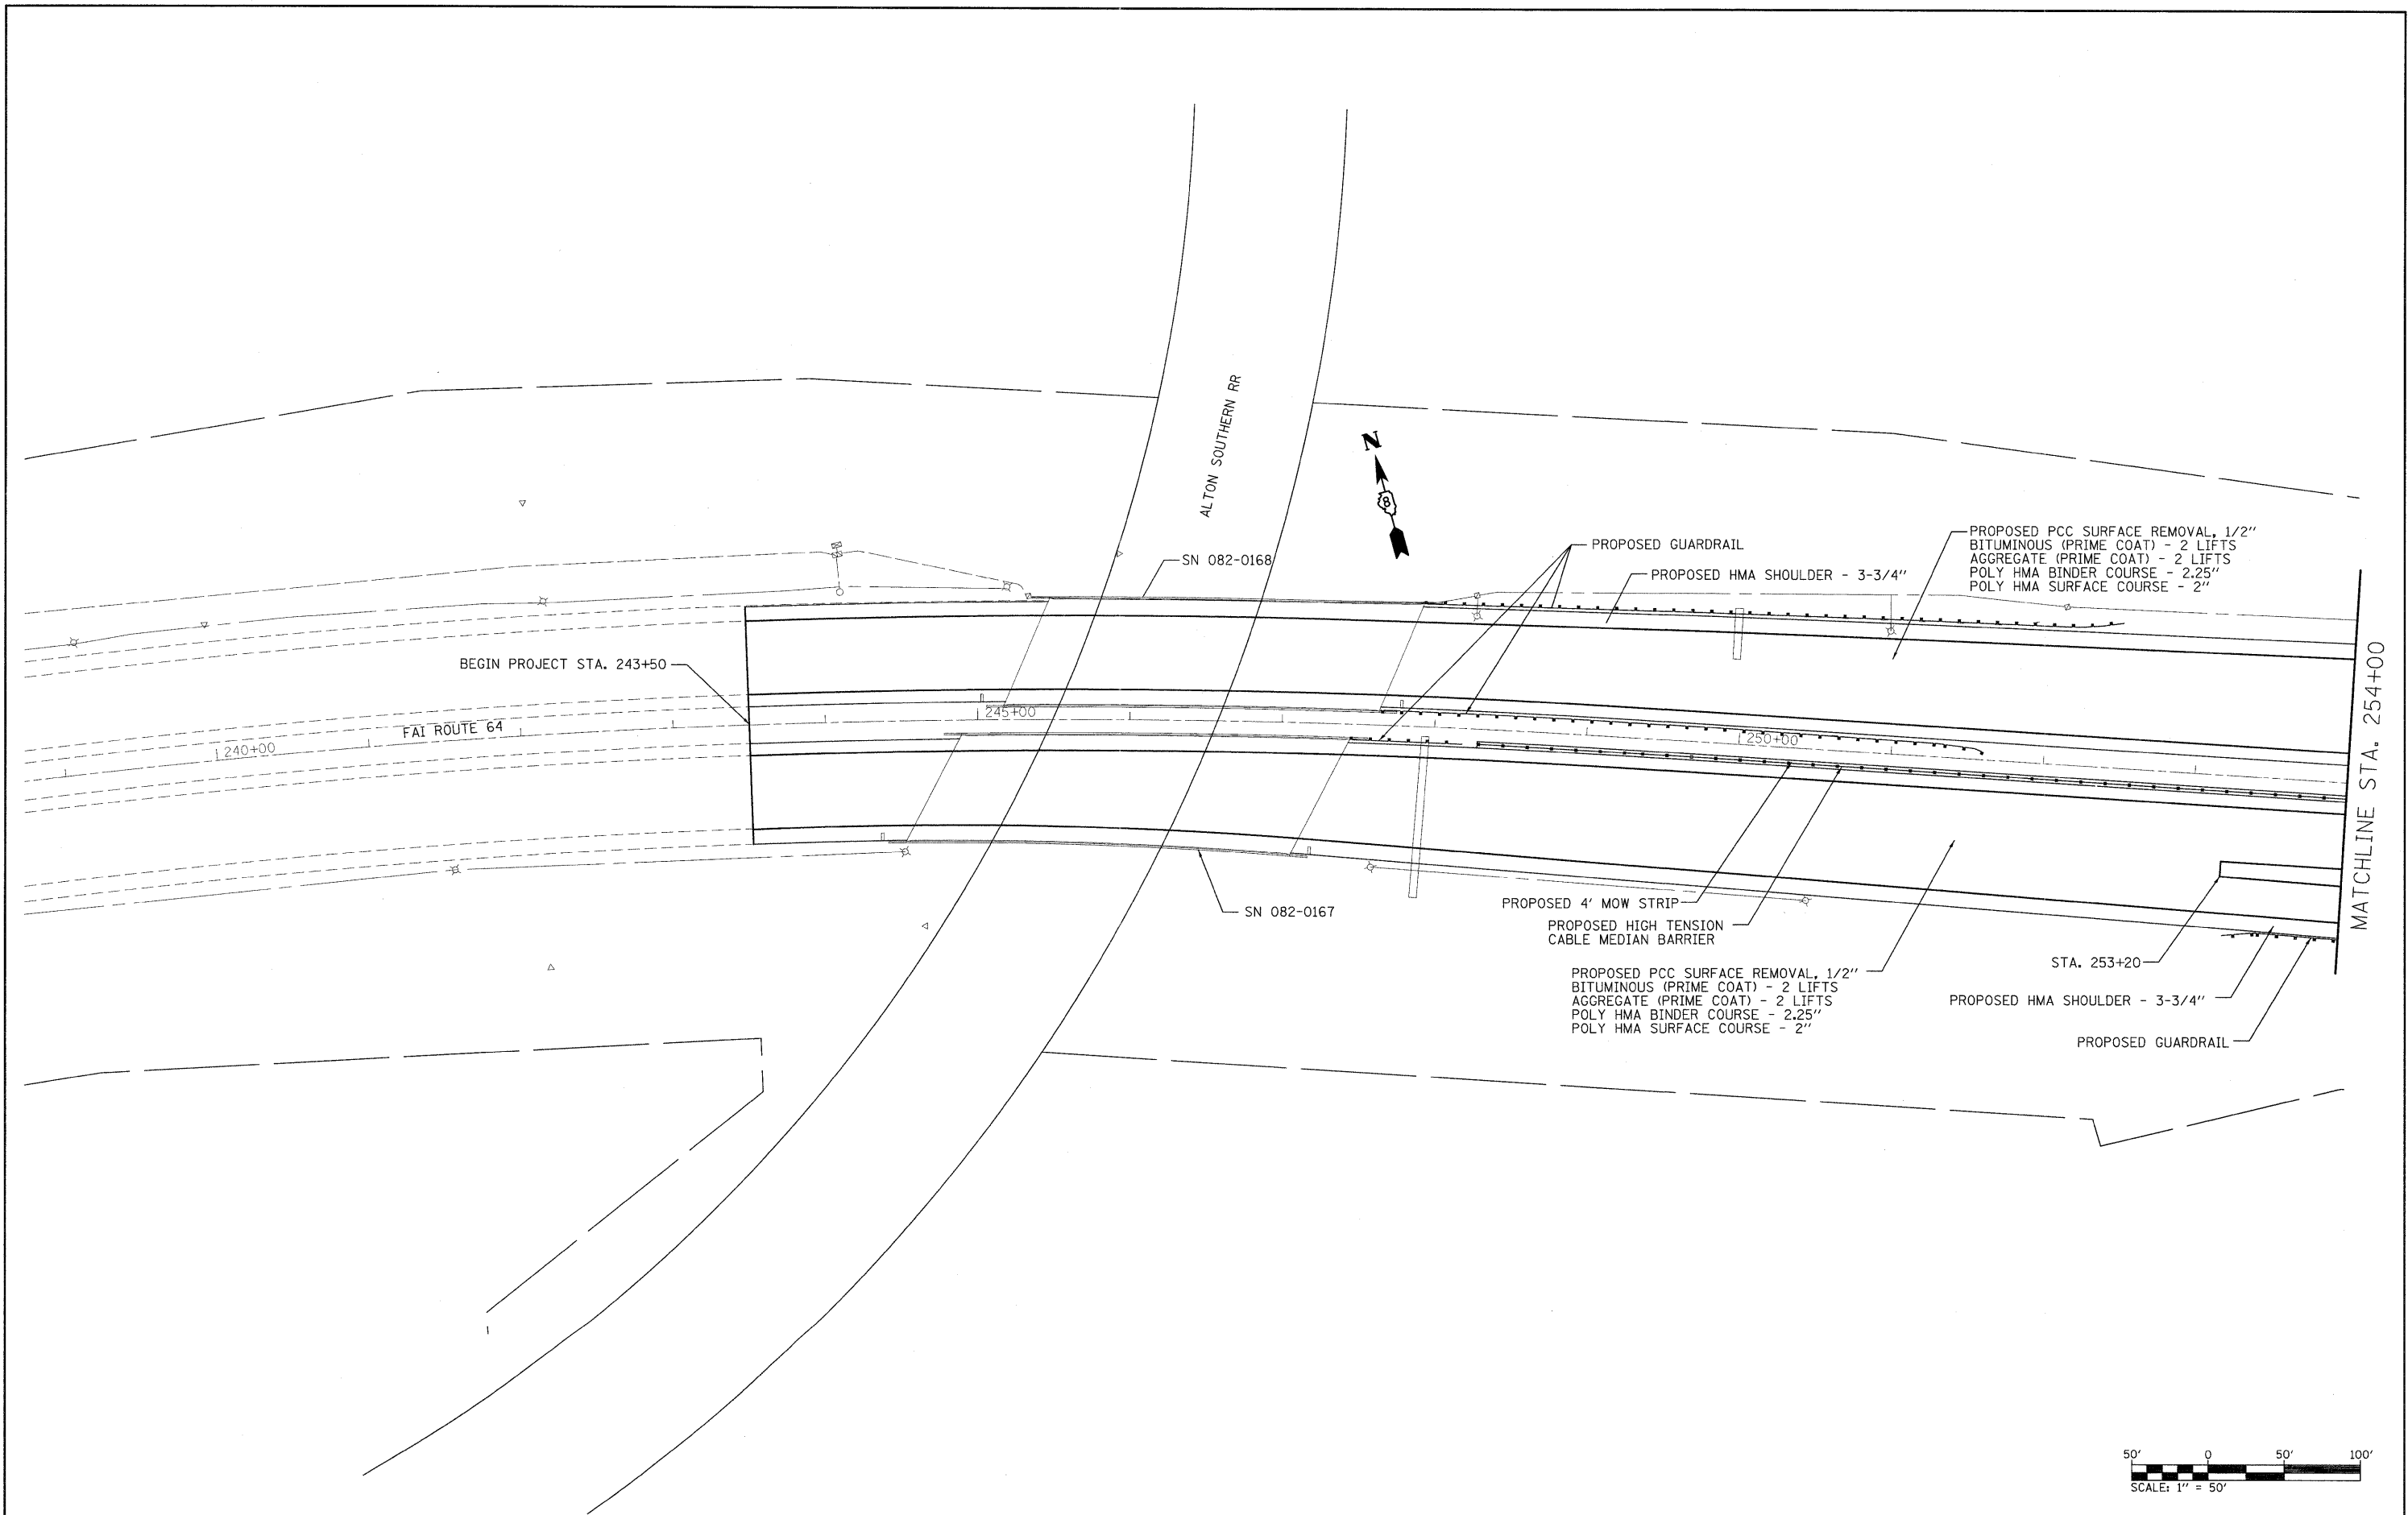 ALTON SOUTHERN RR
N
8
SN 082-0168
PROPOSED GUARDRAIL
PROPOSED HMA SHOULDER - 3-3/4"
PROPOSED PCC SURFACE REMOVAL, 1/2"
BITUMINOUS (PRIME COAT) - 2 LIFTS
AGGREGATE (PRIME COAT) - 2 LIFTS
POLY HMA BINDER COURSE - 2.25"
POLY HMA SURFACE COURSE - 2"
BEGIN PROJECT STA. 243+50
FAI ROUTE 64
240+00
245+00
250+00
MATCHLINE STA. 254+00
SN 082-0167
PROPOSED 4' MOW STRIP
PROPOSED HIGH TENSION
CABLE MEDIAN BARRIER
PROPOSED PCC SURFACE REMOVAL, 1/2"
BITUMINOUS (PRIME COAT) - 2 LIFTS
AGGREGATE (PRIME COAT) - 2 LIFTS
POLY HMA BINDER COURSE - 2.25"
POLY HMA SURFACE COURSE - 2"
STA. 253+20
PROPOSED HMA SHOULDER - 3-3/4"
PROPOSED GUARDRAIL
50' 0 50' 100'
SCALE: 1" = 50'